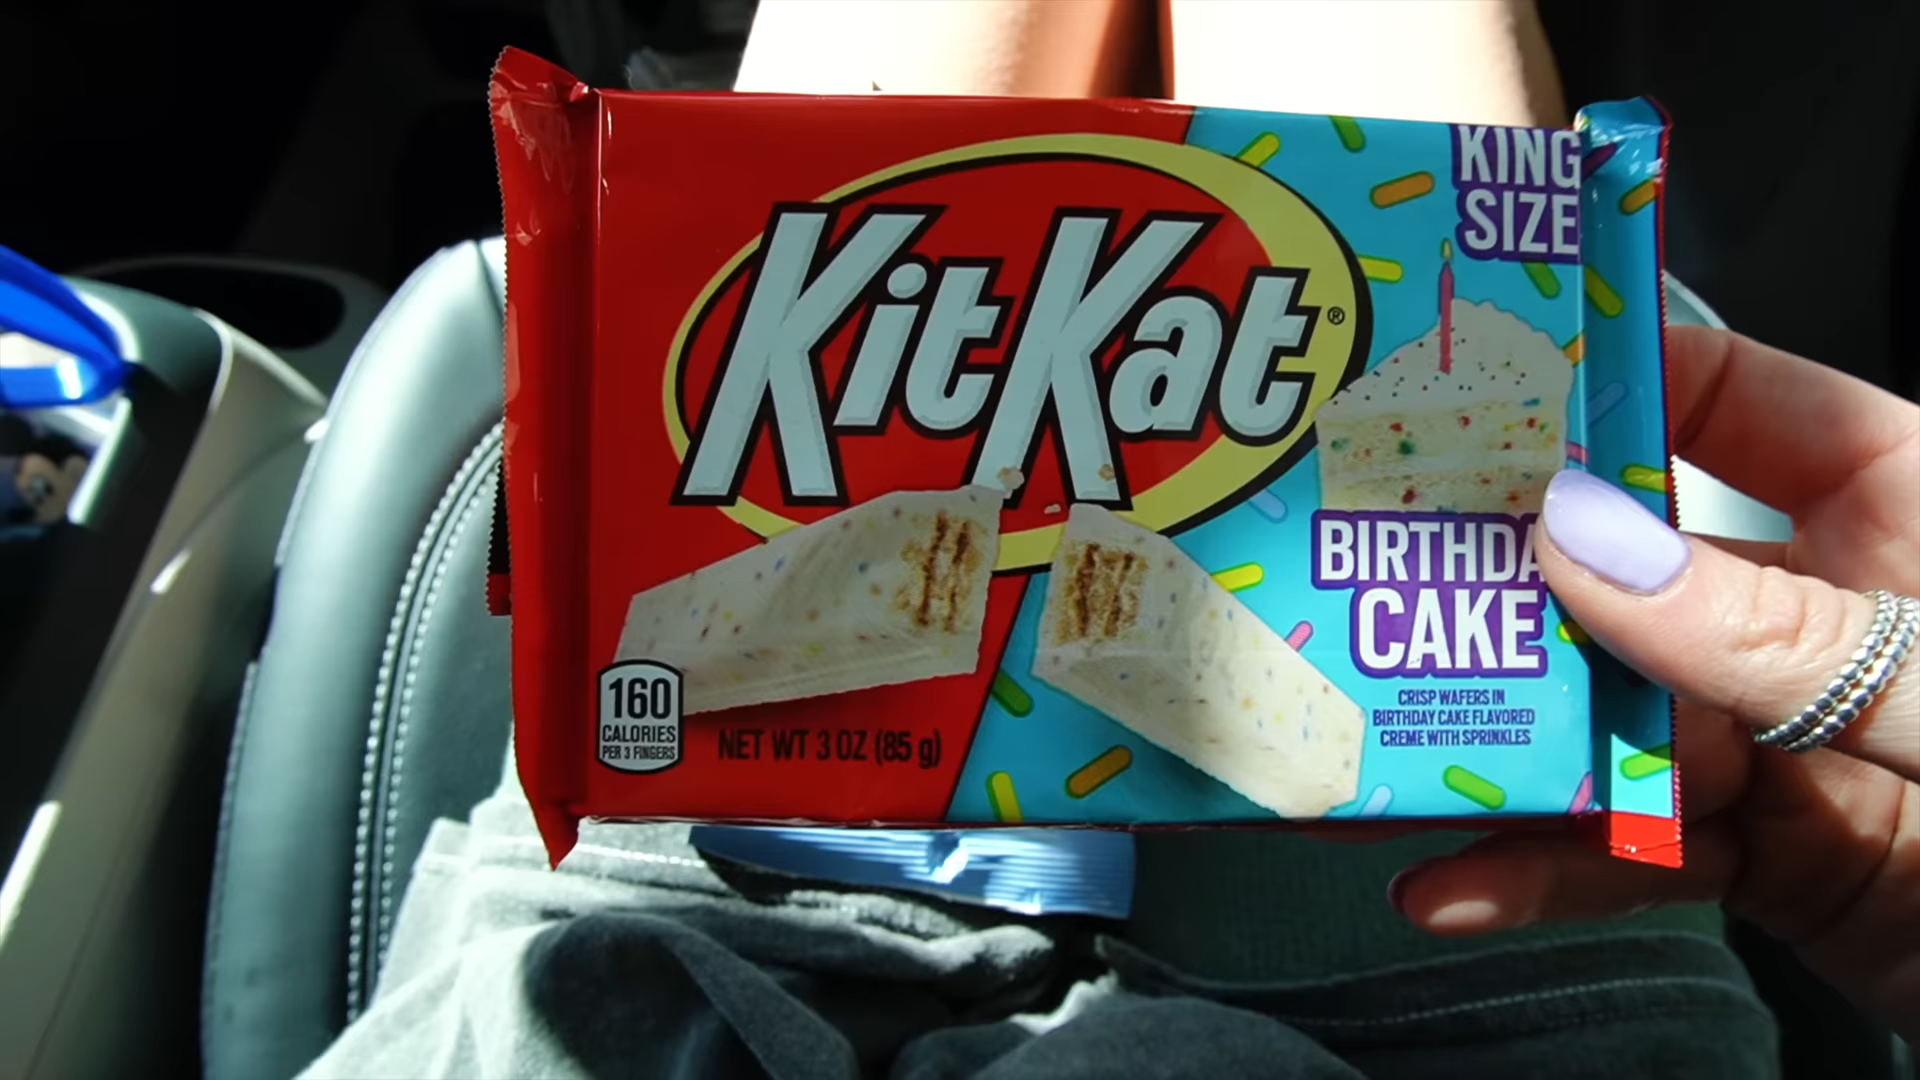 KING
SIZE
KitKat®
BIRTHDA
CAKE
CRISP WAFERS IN
BIRTHDAY CAKE FLAVORED
CREME WITH SPRINKLES
160
CALORIES
PER 3 FINGERS
NET WT 3 OZ (85 g)